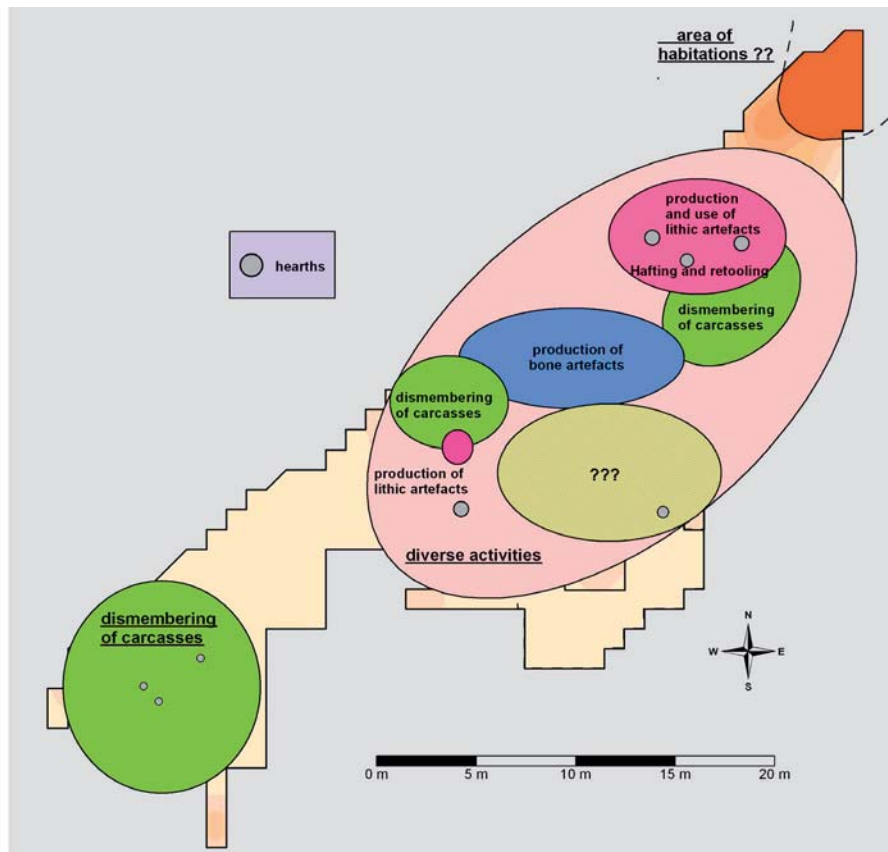 area of
habitations ??
production
and use of
lithic artefacts
Hafting and retooling
hearths
dismembering
of carcasses
production of
bone artefacts
dismembering
of carcasses
???
production of
lithic artefacts
diverse activities
dismembering
of carcasses
N
W E
S
0 m 5 m 10 m 15 m 20 m